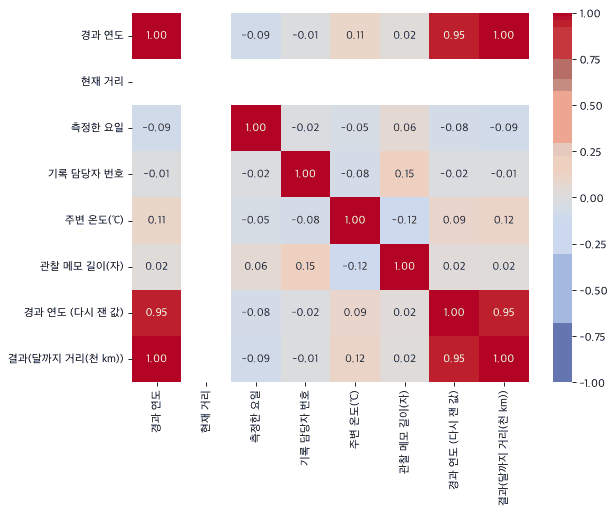 경과 연도 1.00 -0.09 -0.01 0.11 0.02 0.95 1.00
현재 거리
측정한 요일 -0.09 1.00 -0.02 -0.05 0.06 -0.08 -0.09
기록 담당자 번호 -0.01 -0.02 1.00 -0.08 0.15 -0.02 -0.01
주변 온도(℃) 0.11 -0.05 -0.08 1.00 -0.12 0.09 0.12
관찰 메모 길이(자) 0.02 0.06 0.15 -0.12 1.00 0.02 0.02
경과 연도 (다시 잰 값) 0.95 -0.08 -0.02 0.09 0.02 1.00 0.95
결과(달까지 거리(천 km)) 1.00 -0.09 -0.01 0.12 0.02 0.95 1.00
경과 연도
현재 거리
측정한 요일
기록 담당자 번호
주변 온도(℃)
관찰 메모 길이(자)
경과 연도 (다시 잰 값)
결과(달까지 거리(천 km))
1.00
0.75
0.50
0.25
0.00
-0.25
-0.50
-0.75
-1.00